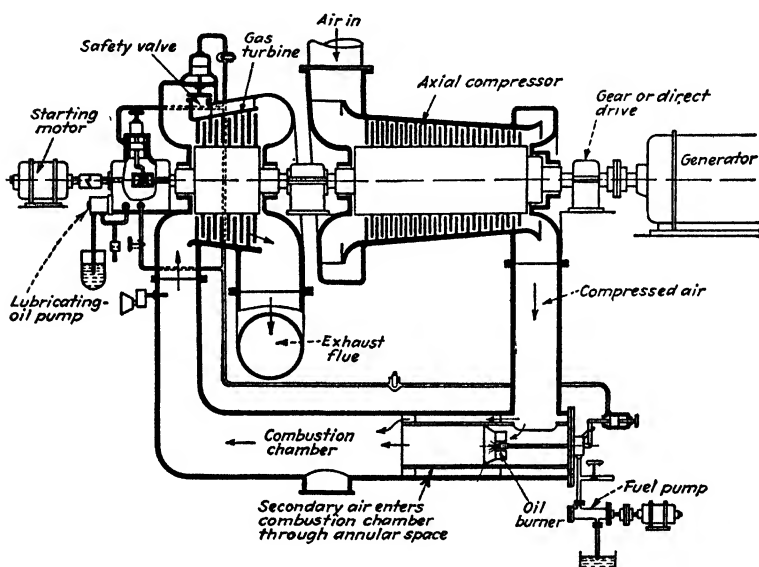 Air in
Safety valve
Gas
turbine
Axial compressor
Gear or direct
drive
Starting
motor
Generator
Lubricating-
oil pump
Compressed air
Exhaust
flue
Combustion
chamber
Secondary air enters
combustion chamber
through annular space
Oil
burner
Fuel pump